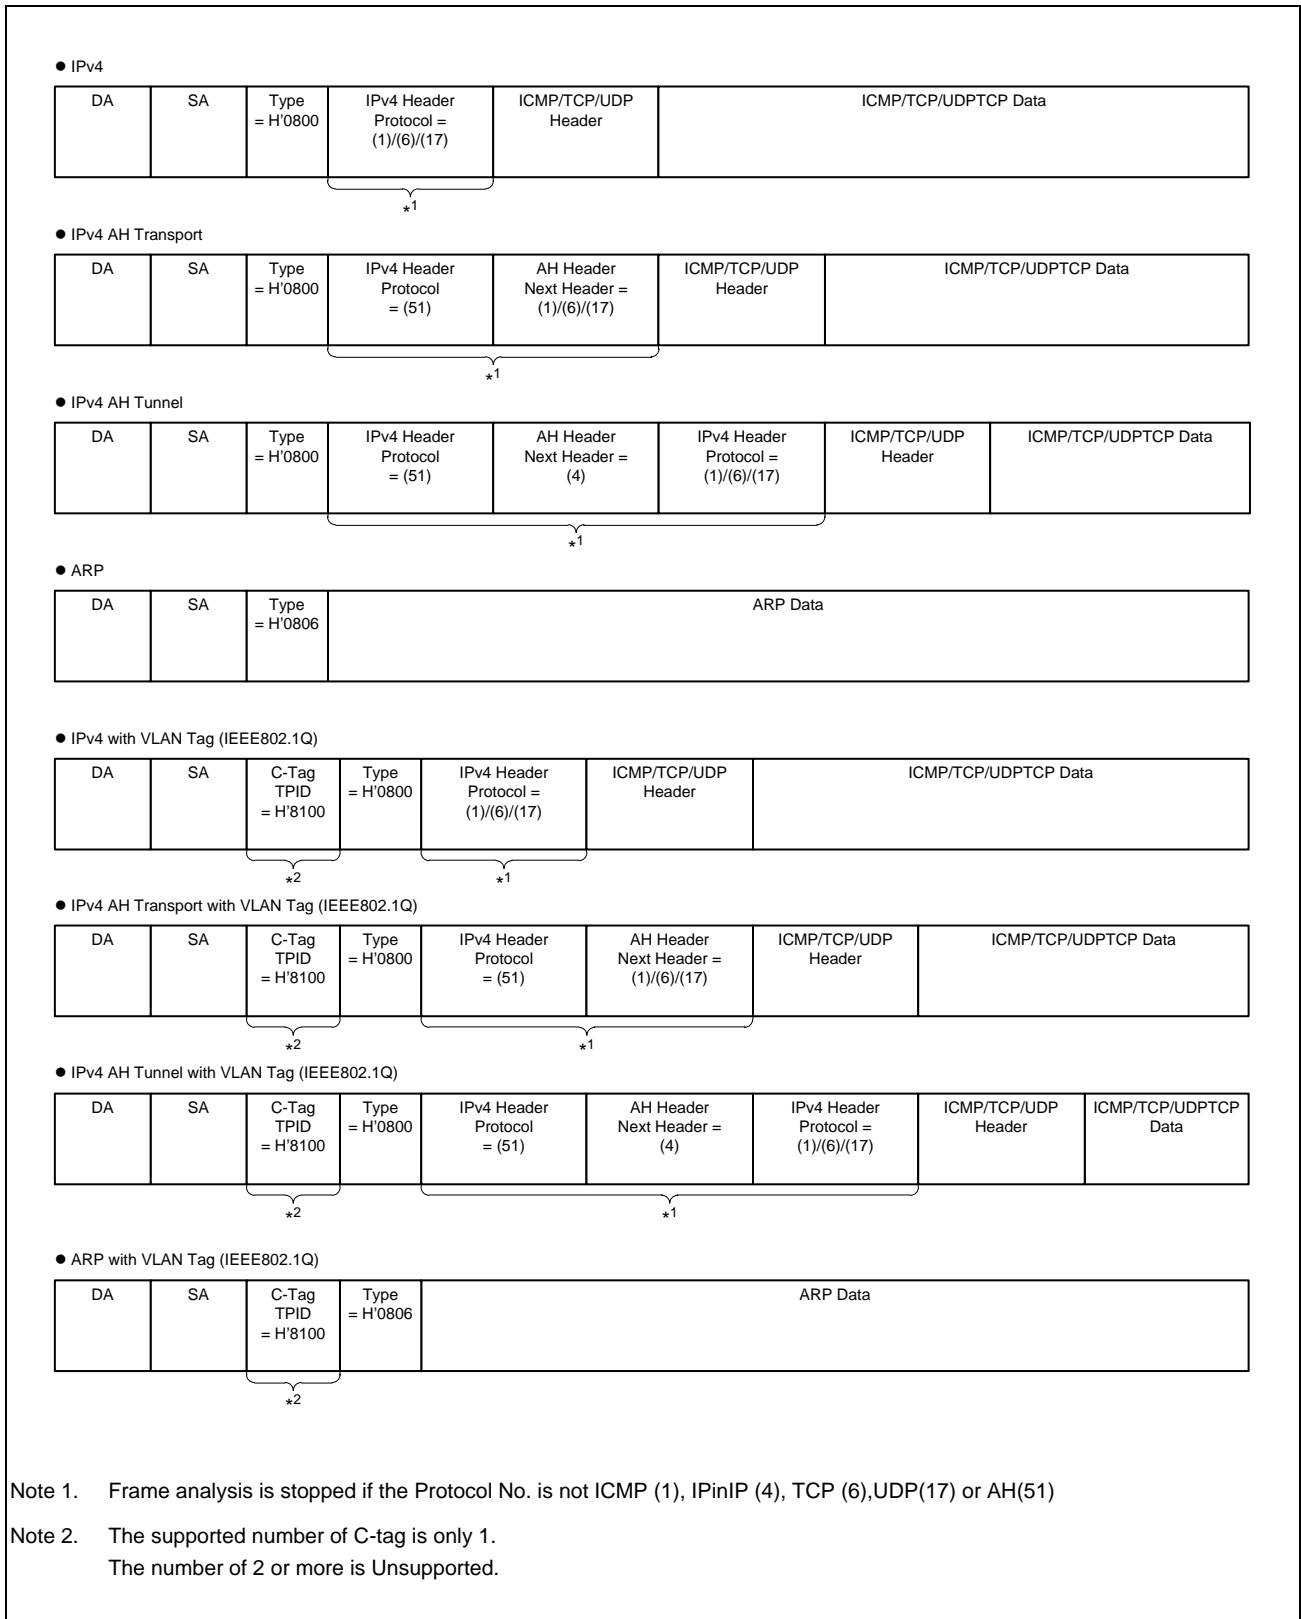 ● IPv4
DA SA Type IPv4 Header ICMP/TCP/UDP ICMP/TCP/UDPTCP Data
= H'0800 Protocol = Header
(1)/(6)/(17)
*1
● IPv4 AH Transport
DA SA Type IPv4 Header AH Header ICMP/TCP/UDP ICMP/TCP/UDPTCP Data
= H'0800 Protocol Next Header = Header
= (51) (1)/(6)/(17)
*1
● IPv4 AH Tunnel
DA SA Type IPv4 Header AH Header IPv4 Header ICMP/TCP/UDP ICMP/TCP/UDPTCP Data
= H'0800 Protocol Next Header = Protocol = Header
= (51) (4) (1)/(6)/(17)
*1
● ARP
DA SA Type ARP Data
= H'0806
● IPv4 with VLAN Tag (IEEE802.1Q)
DA SA C-Tag Type IPv4 Header ICMP/TCP/UDP ICMP/TCP/UDPTCP Data
TPID = H'0800 Protocol = Header
= H'8100 (1)/(6)/(17)
*2 *1
● IPv4 AH Transport with VLAN Tag (IEEE802.1Q)
DA SA C-Tag Type IPv4 Header AH Header ICMP/TCP/UDP ICMP/TCP/UDPTCP Data
TPID = H'0800 Protocol Next Header = Header
= H'8100 = (51) (1)/(6)/(17)
*2 *1
● IPv4 AH Tunnel with VLAN Tag (IEEE802.1Q)
DA SA C-Tag Type IPv4 Header AH Header IPv4 Header ICMP/TCP/UDP ICMP/TCP/UDPTCP
TPID = H'0800 Protocol Next Header = Protocol = Header Data
= H'8100 = (51) (4) (1)/(6)/(17)
*2 *1
● ARP with VLAN Tag (IEEE802.1Q)
DA SA C-Tag Type ARP Data
TPID = H'0806
= H'8100
*2
Note 1. Frame analysis is stopped if the Protocol No. is not ICMP (1), IPinIP (4), TCP (6),UDP(17) or AH(51)
Note 2. The supported number of C-tag is only 1.
The number of 2 or more is Unsupported.